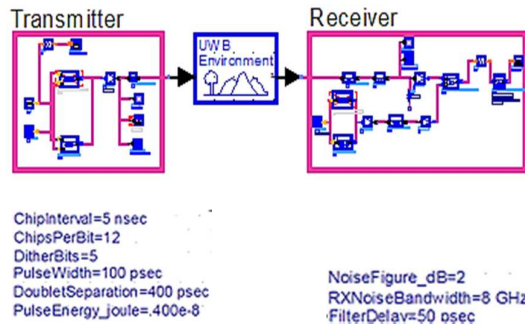 Transmitter
Receiver
UWB
Environment
ChipInterval=5 nsec
ChipsPerBit=12
DitherBits=5
PulseWidth=100 psec
DoubletSeparation=400 psec
PulseEnergy_joule=.400e-8
NoiseFigure_dB=2
RXNoiseBandwidth=8 GHz
FilterDelay=50 psec